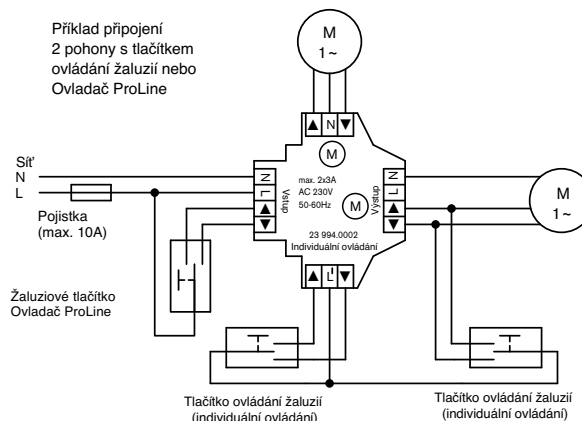 Příklad připojení
2 pohony s tlačítkem
ovládání žaluzií nebo
Ovladač ProLine
M
1~
▲ N ▼
M
Síť
N
L
Pojistka
(max. 10A)
N
L
▲
▼
Vstup
max. 2x3A
AC 230V
50-60Hz
M
Výstup
N
L
▲
▼
M
1~
23 994.0002
Individuální ovládání
▲ L' ▼
Žaluziové tlačítko
Ovladač ProLine
Tlačítko ovládání žaluzií
(individuální ovládání)
Tlačítko ovládání žaluzií
(individuální ovládání)